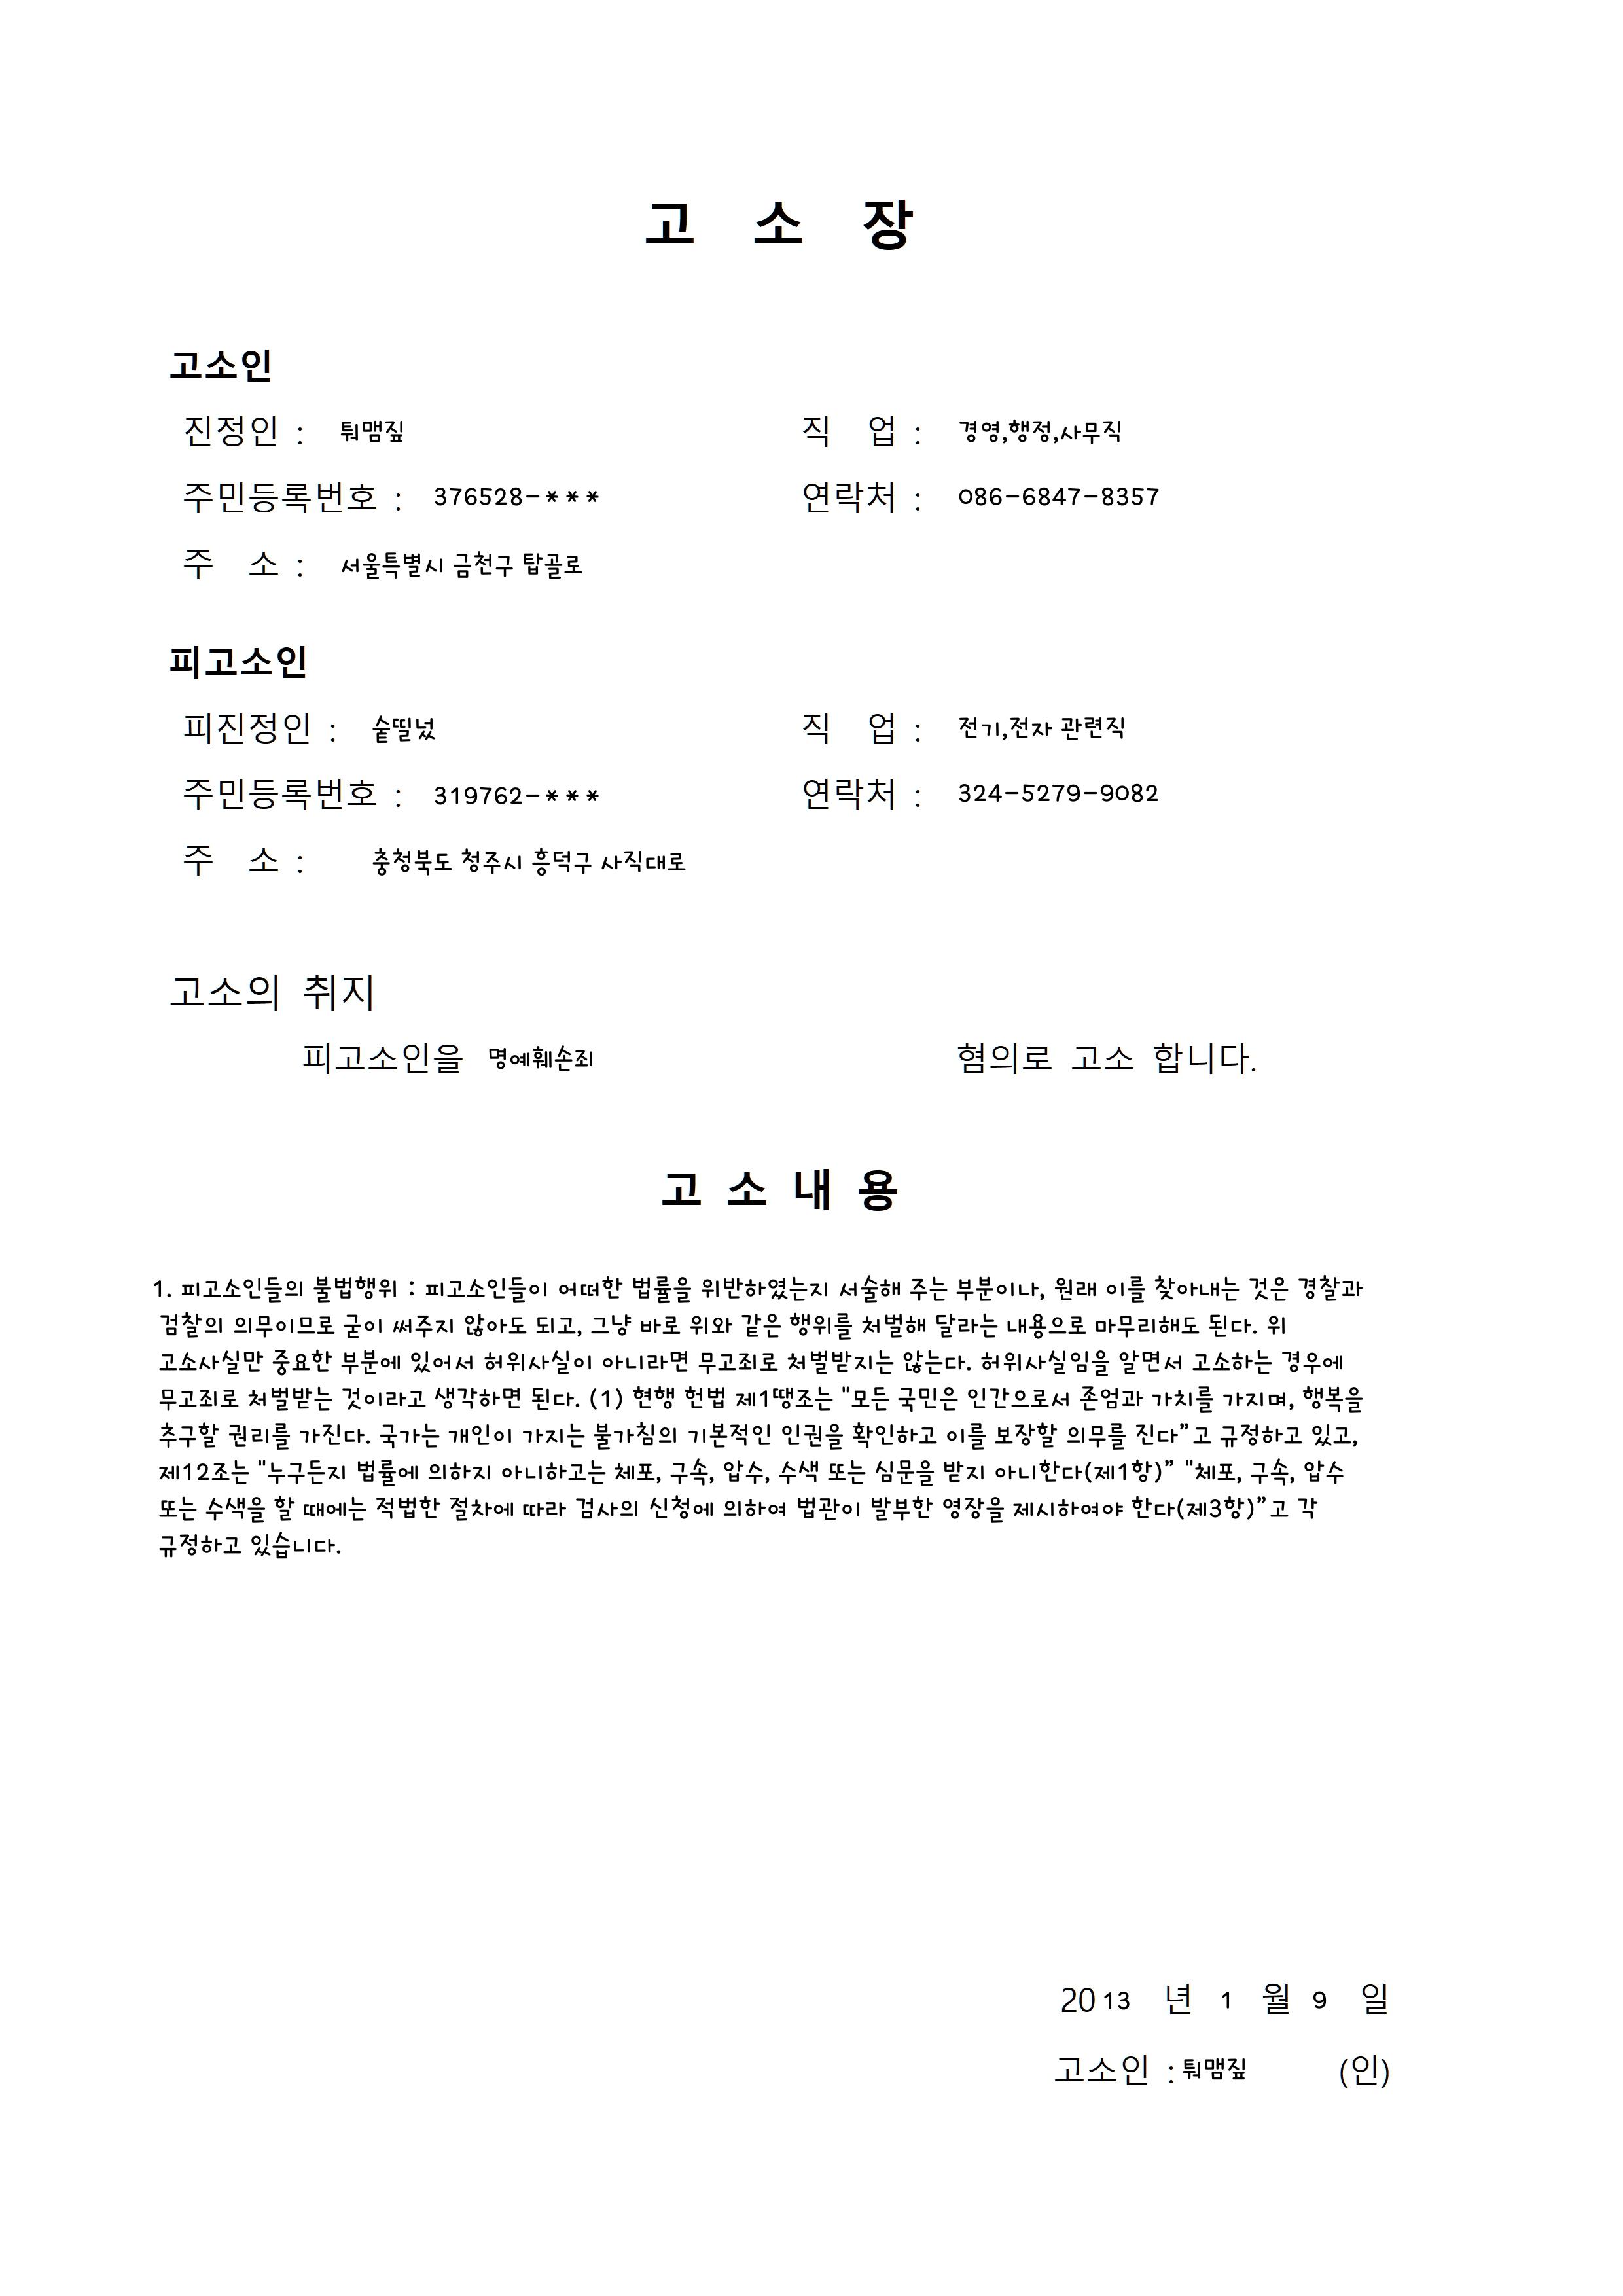 고 소 장
고소인
진정인 : 튀맴짚 직 업 : 경영,행정,사무직
주민등록번호 : 376528-*** 연락처 : 086-6847-8357
주 소 : 서울특별시 금천구 탑골로
피고소인
피진정인 : 숱띨넜 직 업 : 전기,전자 관련직
주민등록번호 : 319762-*** 연락처 : 324-5279-9082
주 소 : 충청북도 청주시 흥덕구 사직대로
고소의 취지
피고소인을 명예훼손죄 혐의로 고소 합니다.
고 소 내 용
1. 피고소인들의 불법행위 : 피고소인들이 어떠한 법률을 위반하였는지 서술해 주는 부분이나, 원래 이를 찾아내는 것은 경찰과
검찰의 의무이므로 굳이 써주지 않아도 되고, 그냥 바로 위와 같은 행위를 처벌해 달라는 내용으로 마무리해도 된다. 위
고소사실만 중요한 부분에 있어서 허위사실이 아니라면 무고죄로 처벌받지는 않는다. 허위사실임을 알면서 고소하는 경우에
무고죄로 처벌받는 것이라고 생각하면 된다. (1) 현행 헌법 제1땡조는 "모든 국민은 인간으로서 존엄과 가치를 가지며, 행복을
추구할 권리를 가진다. 국가는 개인이 가지는 불가침의 기본적인 인권을 확인하고 이를 보장할 의무를 진다”고 규정하고 있고,
제12조는 "누구든지 법률에 의하지 아니하고는 체포, 구속, 압수, 수색 또는 심문을 받지 아니한다(제1항)” "체포, 구속, 압수
또는 수색을 할 때에는 적법한 절차에 따라 검사의 신청에 의하여 법관이 발부한 영장을 제시하여야 한다(제3항)”고 각
규정하고 있습니다.
2013 년 1 월 9 일
고소인 : 튀맴짚 (인)